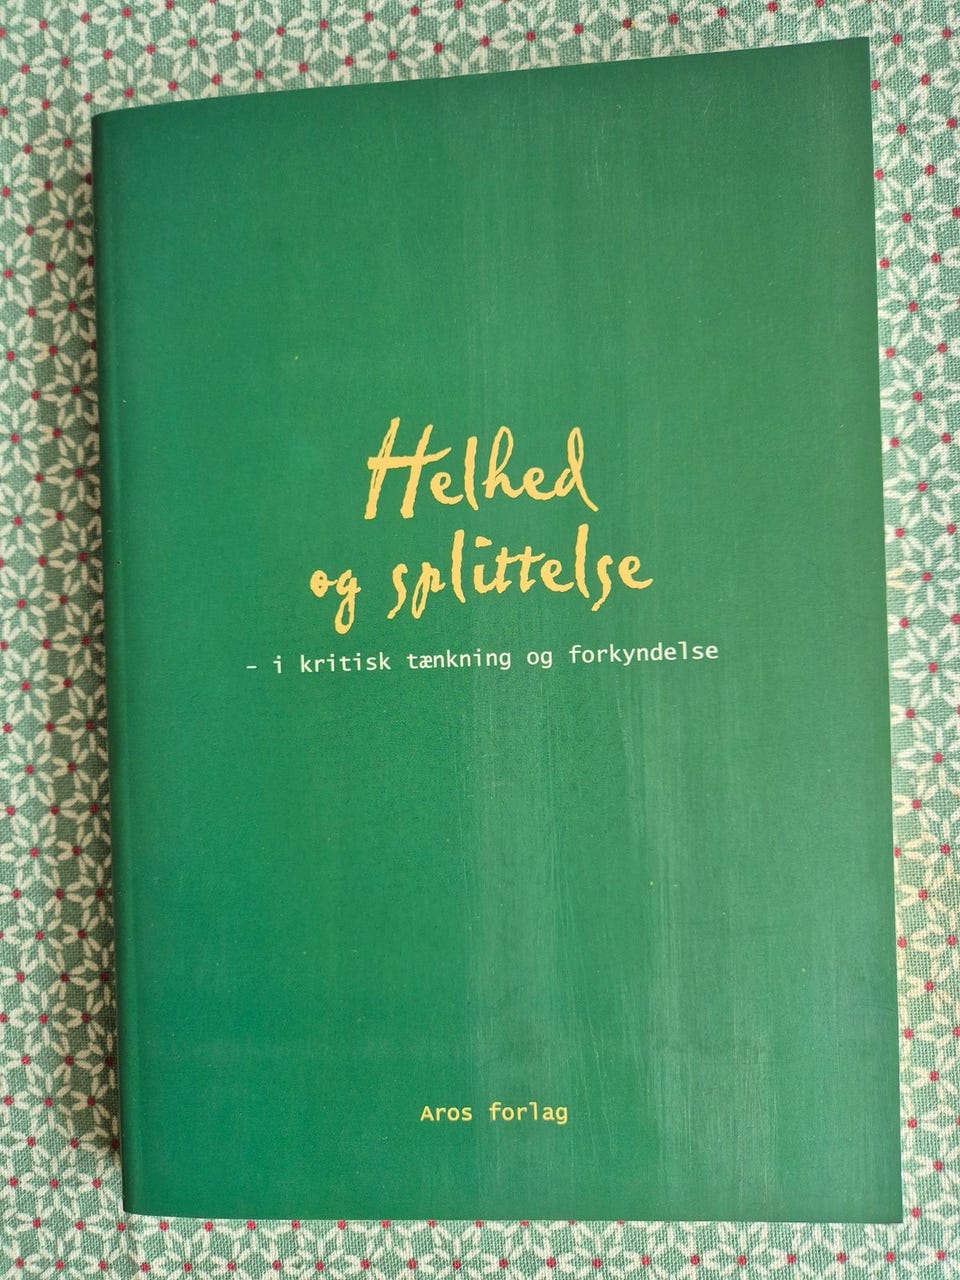 Helhed
og splittelse
– i kritisk tænkning og forkyndelse
Aros forlag